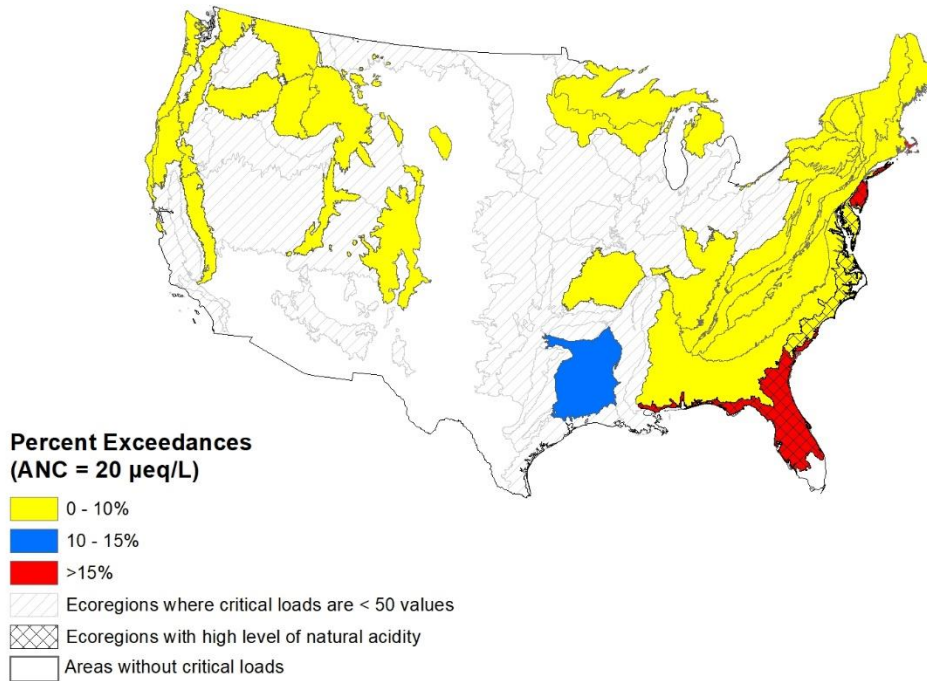 Percent Exceedances
(ANC = 20 µeq/L)
0 - 10%
10 - 15%
>15%
Ecoregions where critical loads are < 50 values
Ecoregions with high level of natural acidity
Areas without critical loads